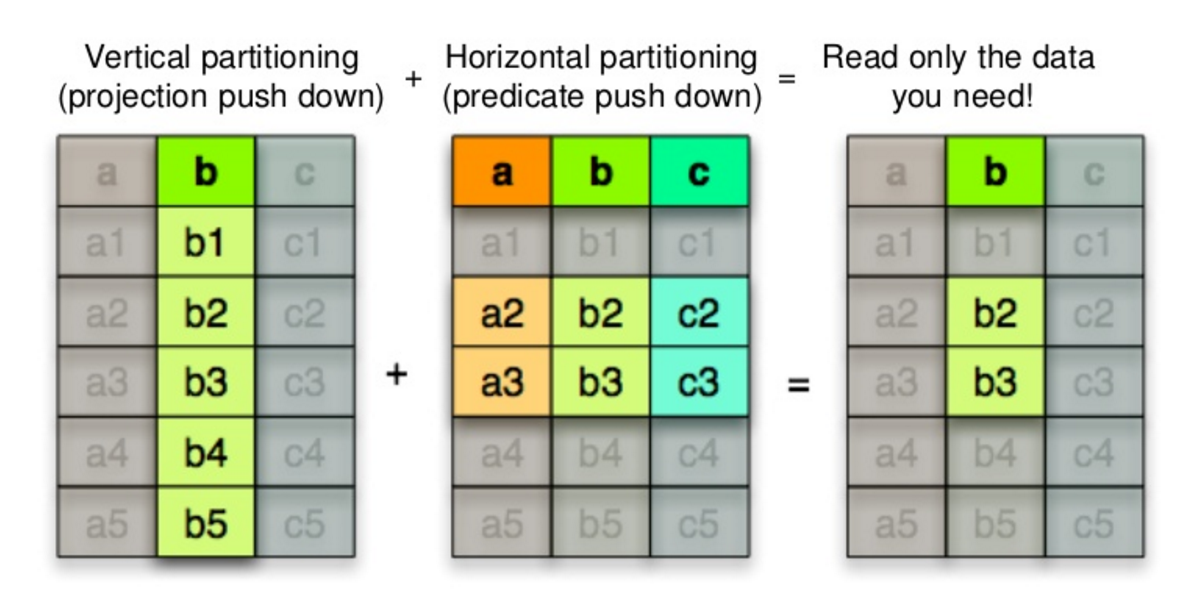 Vertical partitioning
(projection push down)
+
Horizontal partitioning
(predicate push down)
=
Read only the data
you need!
a b c
a1 b1 c1
a2 b2 c2
a3 b3 c3
a4 b4 c4
a5 b5 c5
+
a b c
a1 b1 c1
a2 b2 c2
a3 b3 c3
a4 b4 c4
a5 b5 c5
=
a b c
a1 b1 c1
a2 b2 c2
a3 b3 c3
a4 b4 c4
a5 b5 c5